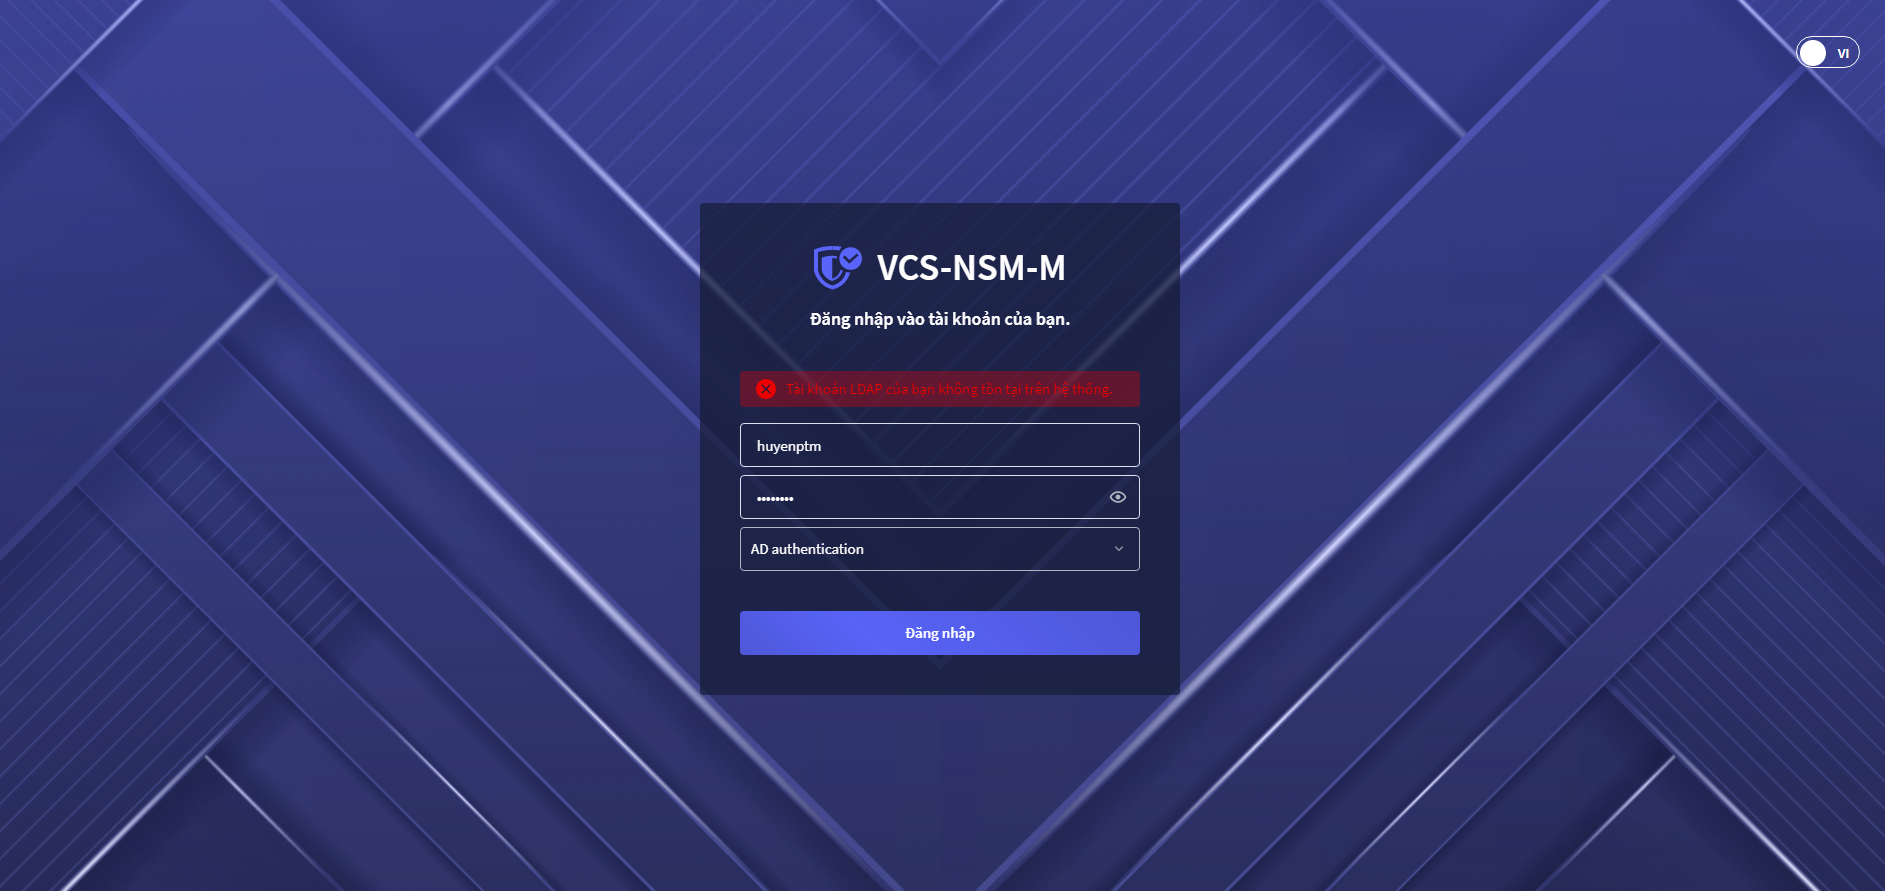 VI
VCS-NSM-M
Đăng nhập vào tài khoản của bạn.
Tài khoản LDAP của bạn không tồn tại trên hệ thống.
huyenptm
••••••••
AD authentication
Đăng nhập